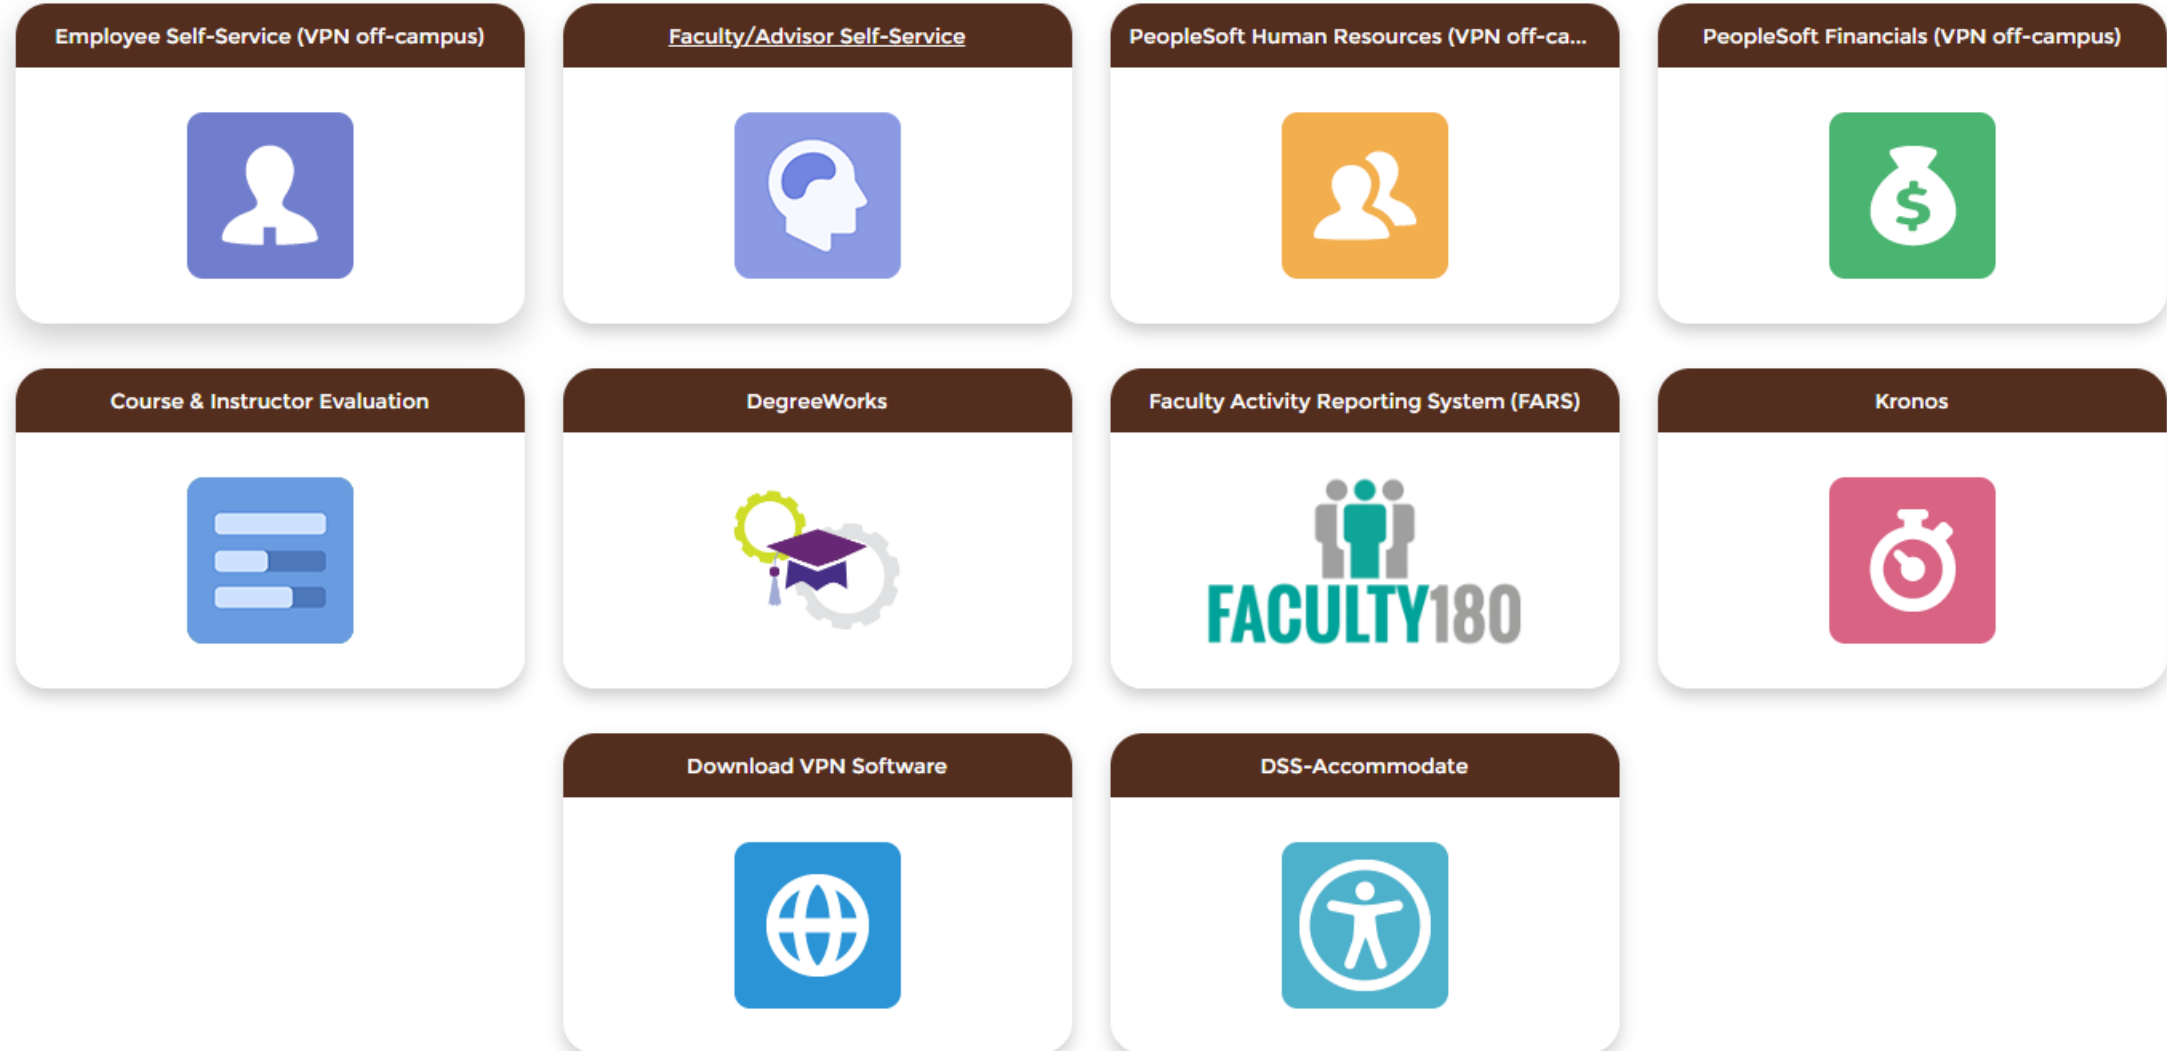 Employee Self-Service (VPN off-campus)
Faculty/Advisor Self-Service
PeopleSoft Human Resources (VPN off-ca...
PeopleSoft Financials (VPN off-campus)
$
Course & Instructor Evaluation
DegreeWorks
Faculty Activity Reporting System (FARS)
Kronos
FACULTY180
Download VPN Software
DSS-Accommodate